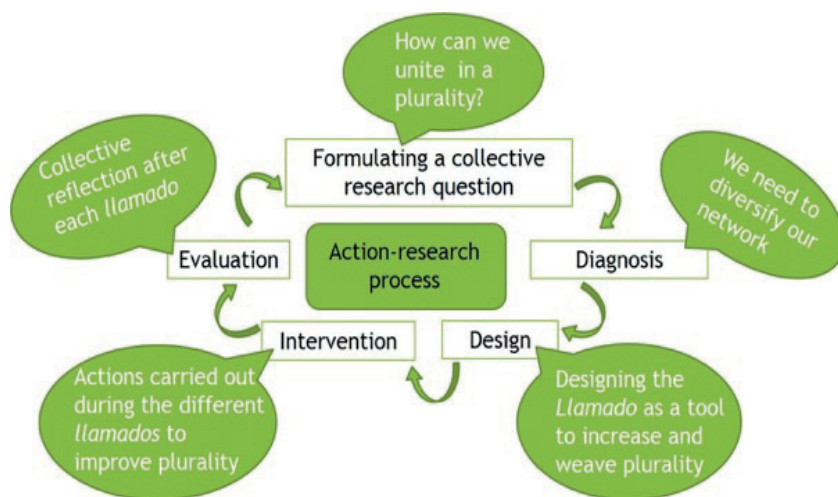 How can we
unite in a
plurality?
Formulating a collective
research question
Collective
reflection after
each llamado
We need to
diversify our
network
Evaluation
Action-research
process
Diagnosis
Intervention
Design
Actions carried out
during the different
llamados to
improve plurality
Designing the
Llamado as a tool
to increase and
weave plurality